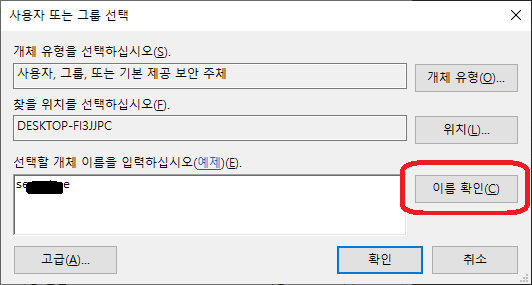 사용자 또는 그룹 선택
개체 유형을 선택하십시오(S).
사용자, 그룹, 또는 기본 제공 보안 주체
개체 유형(O)...
찾을 위치를 선택하십시오(F).
DESKTOP-FI3JJPC
위치(L)...
선택할 개체 이름을 입력하십시오(예제)(E).
이름 확인(C)
고급(A)...
확인
취소